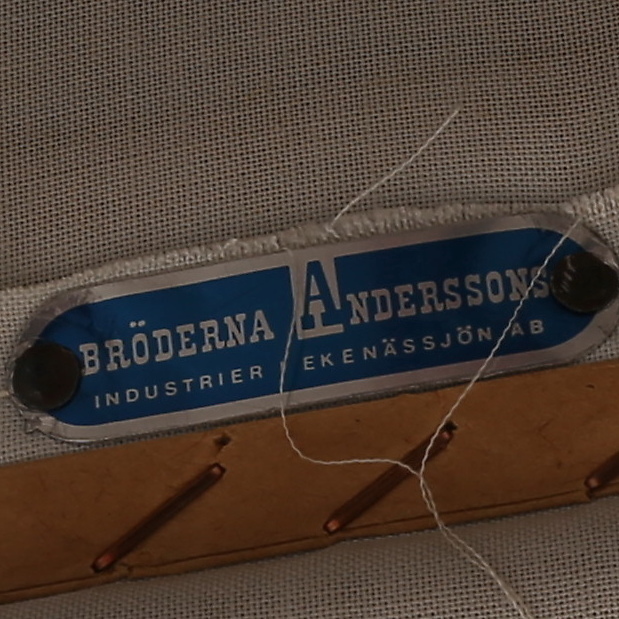 BRÖDERNA ANDERSSONS
INDUSTRIER EKENÄSSJÖN AB